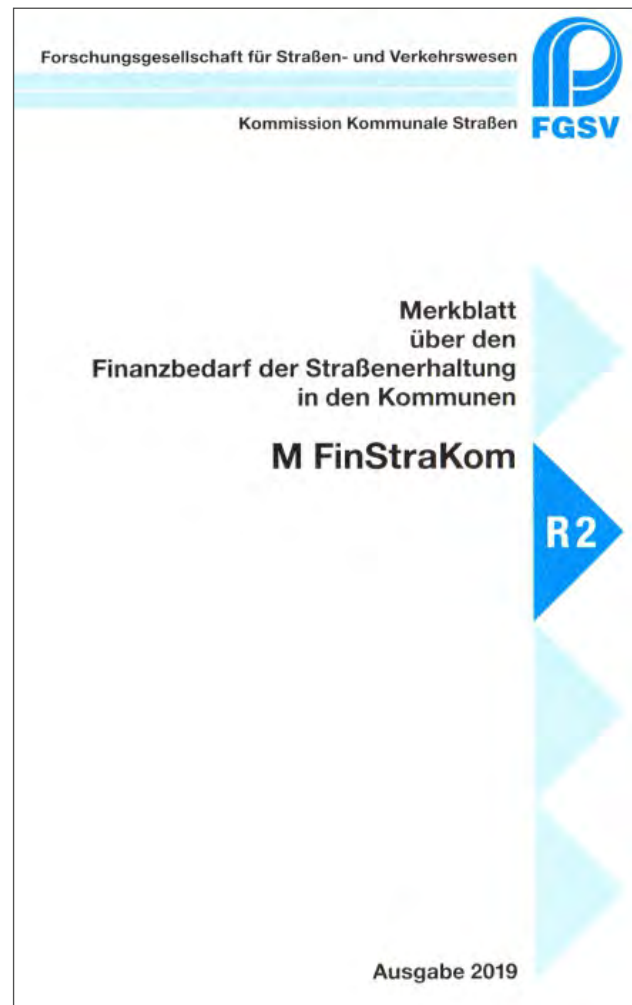 Forschungsgesellschaft für Straßen- und Verkehrswesen
FGSV
Kommission Kommunale Straßen
Merkblatt
über den
Finanzbedarf der Straßenerhaltung
in den Kommunen
M FinStraKom
R 2
Ausgabe 2019